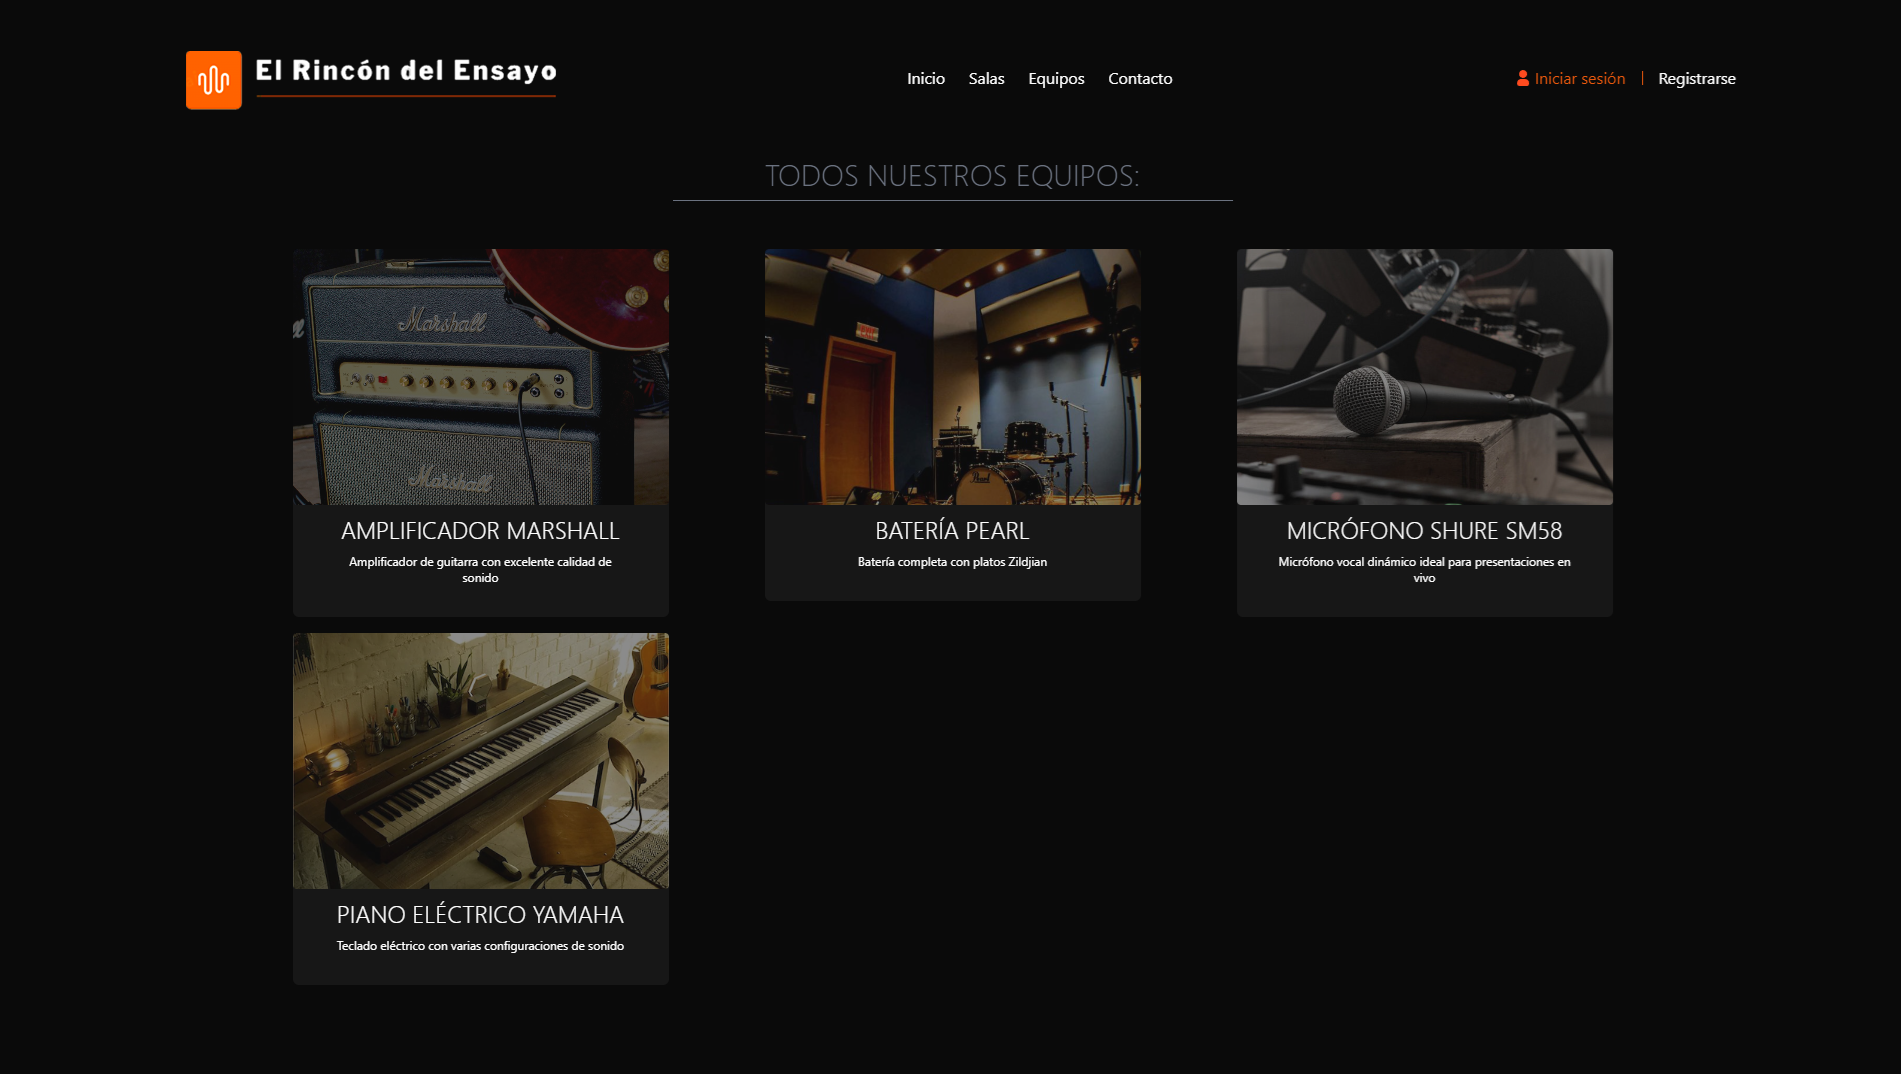 El Rincón del Ensayo
Inicio Salas Equipos Contacto
Iniciar sesión | Registrarse
TODOS NUESTROS EQUIPOS:
Marshall
Marshall
Pearl
AMPLIFICADOR MARSHALL
Amplificador de guitarra con excelente calidad de
sonido
BATERÍA PEARL
Batería completa con platos Zildjian
MICRÓFONO SHURE SM58
Micrófono vocal dinámico ideal para presentaciones en
vivo
PIANO ELÉCTRICO YAMAHA
Teclado eléctrico con varias configuraciones de sonido